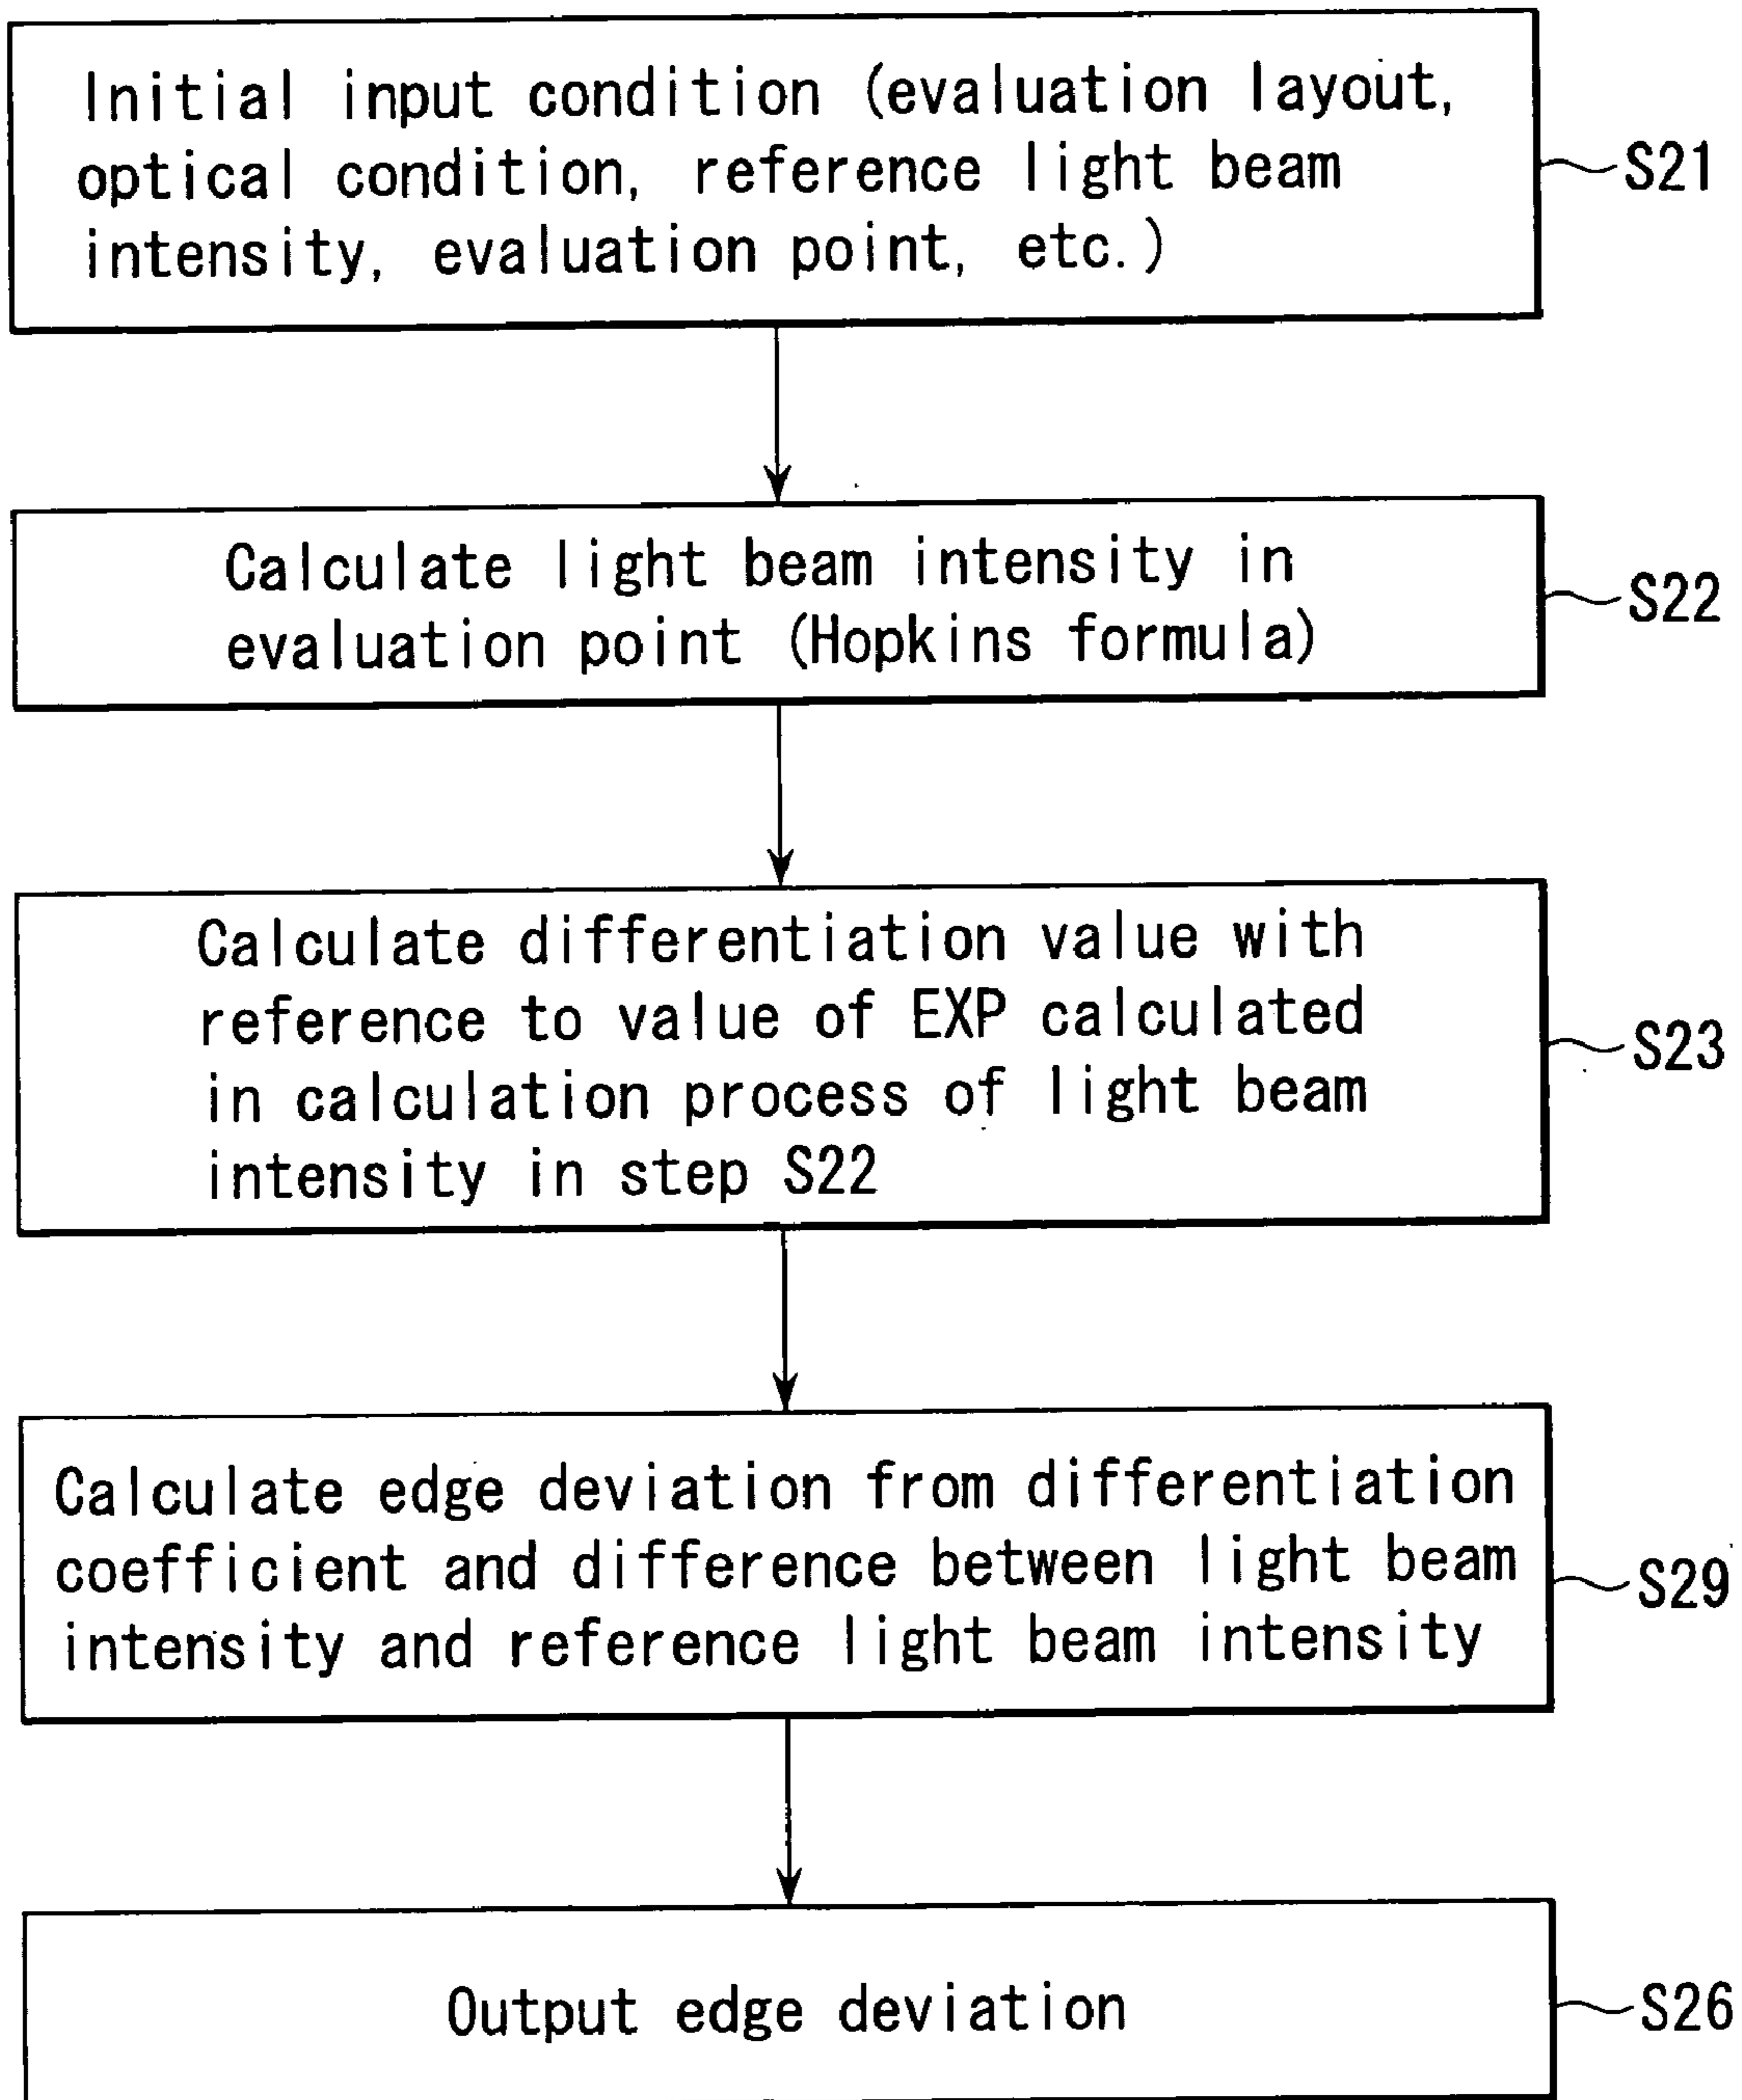 Initial input condition (evaluation layout,
optical condition, reference light beam
intensity, evaluation point, etc.)
S21
Calculate light beam intensity in
evaluation point (Hopkins formula)
S22
Calculate differentiation value with
reference to value of EXP calculated
in calculation process of light beam
intensity in step S22
S23
Calculate edge deviation from differentiation
coefficient and difference between light beam
intensity and reference light beam intensity
S29
Output edge deviation
S26